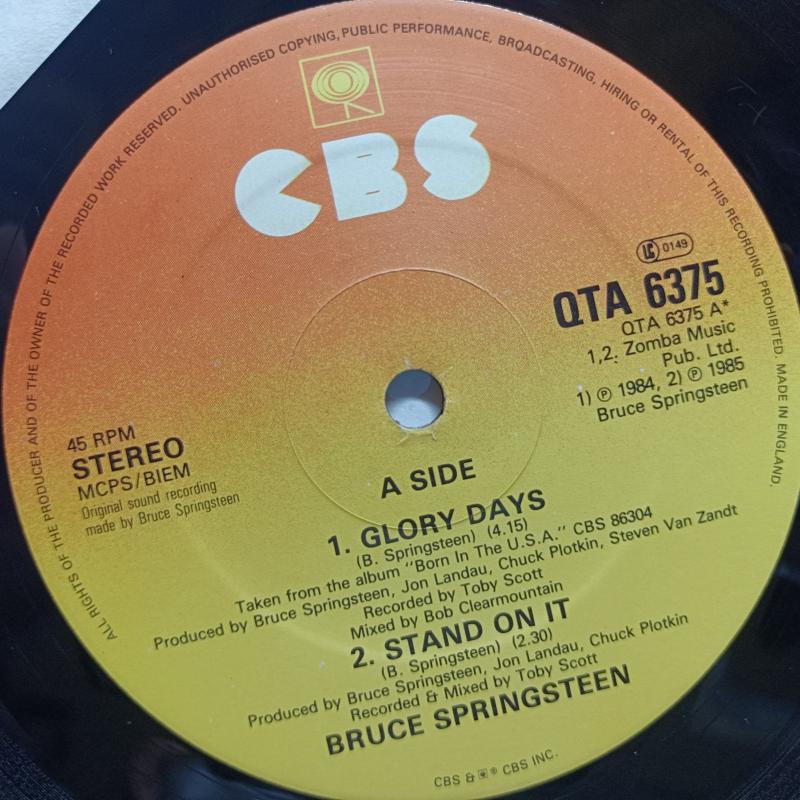 ALL RIGHTS OF THE PRODUCER AND OF THE OWNER OF THE RECORDED WORK RESERVED. UNAUTHORISED COPYING, PUBLIC PERFORMANCE, BROADCASTING, HIRING OR RENTAL OF THIS RECORDING PROHIBITED. MADE IN ENGLAND.
CBS
LC 0149
QTA 6375
QTA 6375 A*
1,2. Zomba Music
Pub. Ltd.
1) ℗ 1984, 2) ℗ 1985
Bruce Springsteen
45 RPM
STEREO
MCPS/BIEM
Original sound recording
made by Bruce Springsteen
A SIDE
1. GLORY DAYS
(B. Springsteen) (4.15)
Taken from the album "Born In The U.S.A." CBS 86304
Produced by Bruce Springsteen, Jon Landau, Chuck Plotkin, Steven Van Zandt
Recorded by Toby Scott
Mixed by Bob Clearmountain
2. STAND ON IT
(B. Springsteen) (2.30)
Produced by Bruce Springsteen, Jon Landau, Chuck Plotkin
Recorded & Mixed by Toby Scott
BRUCE SPRINGSTEEN
CBS & ® CBS INC.